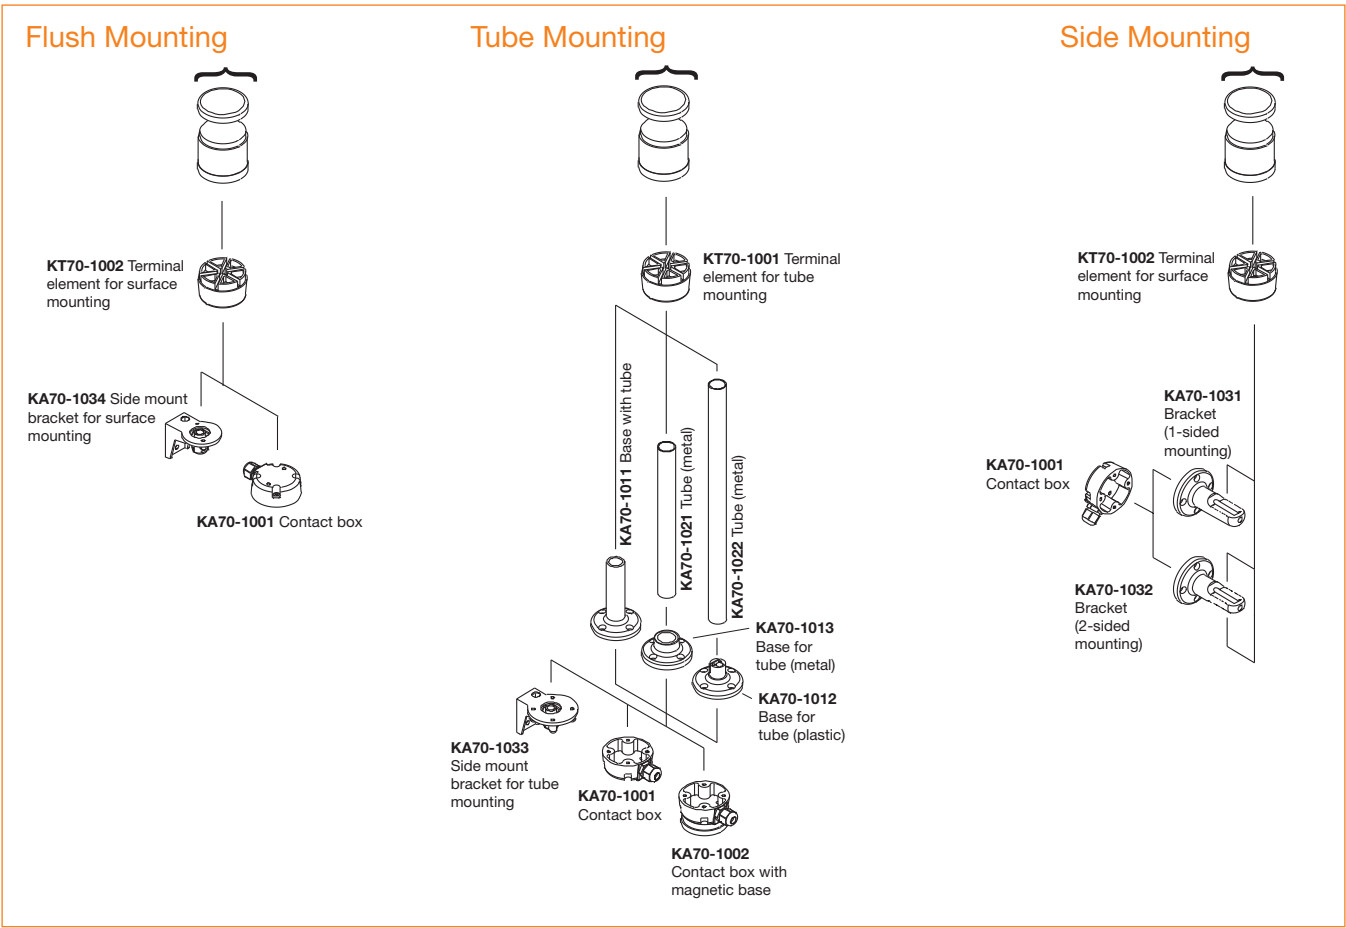 Flush Mounting
Tube Mounting
Side Mounting
KT70-1002 Terminal
element for surface
mounting
KA70-1034 Side mount
bracket for surface
mounting
KA70-1001 Contact box
KT70-1001 Terminal
element for tube
mounting
KA70-1011 Base with tube
KA70-1021 Tube (metal)
KA70-1022 Tube (metal)
KA70-1013
Base for
tube (metal)
KA70-1012
Base for
tube (plastic)
KA70-1033
Side mount
bracket for tube
mounting
KA70-1001
Contact box
KA70-1002
Contact box with
magnetic base
KT70-1002 Terminal
element for surface
mounting
KA70-1031
Bracket
(1-sided
mounting)
KA70-1001
Contact box
KA70-1032
Bracket
(2-sided
mounting)